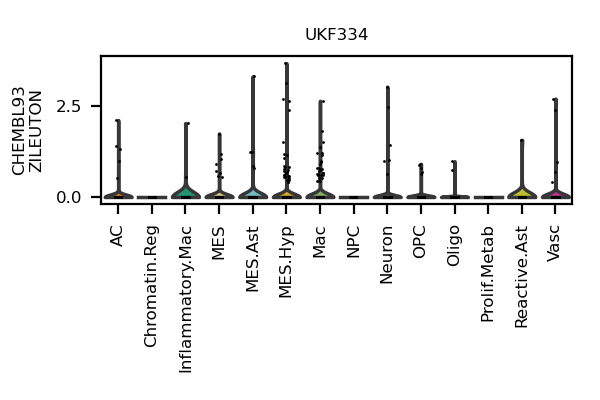 UKF334
CHEMBL93
ZILEUTON
2.5
0.0
AC
Chromatin.Reg
Inflammatory.Mac
MES
MES.Ast
MES.Hyp
Mac
NPC
Neuron
OPC
Oligo
Prolif.Metab
Reactive.Ast
Vasc